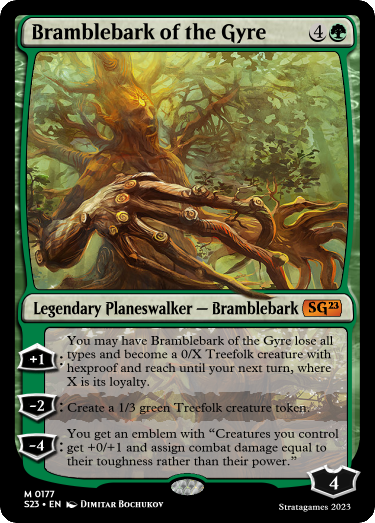 Bramblebark of the Gyre 4
Legendary Planeswalker — Bramblebark SG23
+1: You may have Bramblebark of the Gyre lose all
types and become a 0/X Treefolk creature with
hexproof and reach until your next turn, where
X is its loyalty.
-2: Create a 1/3 green Treefolk creature token.
-4: You get an emblem with “Creatures you control
get +0/+1 and assign combat damage equal to
their toughness rather than their power.”
4
M 0177
S23 • EN Dimitar Bochukov
Stratagames 2023